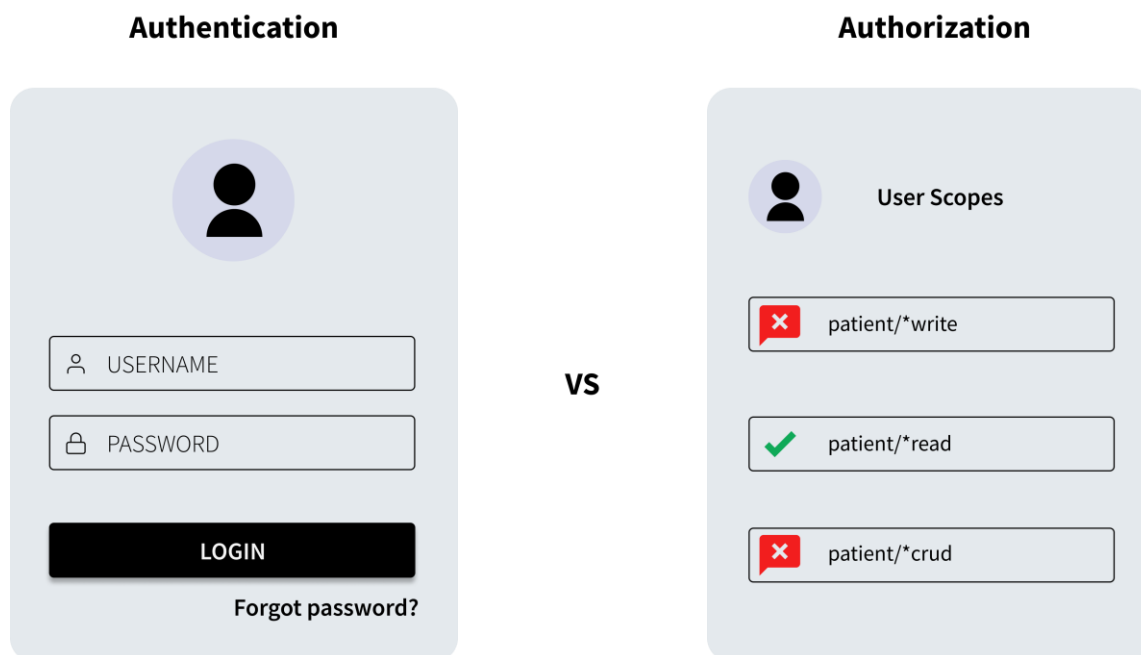 Authentication
USERNAME
PASSWORD
LOGIN
Forgot password?
VS
Authorization
User Scopes
patient/*write
patient/*read
patient/*crud